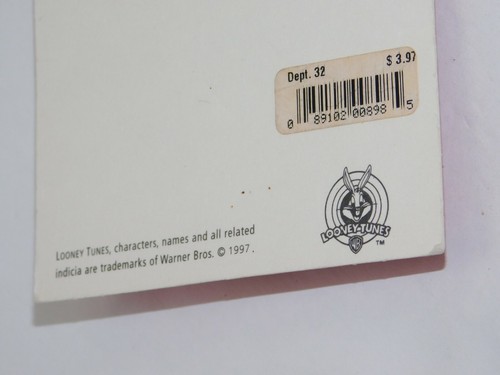 Dept. 32 $ 3.97
0 89102 00898 5
LOONEY TUNES
TM
LOONEY TUNES, characters, names and all related
indicia are trademarks of Warner Bros. © 1997.